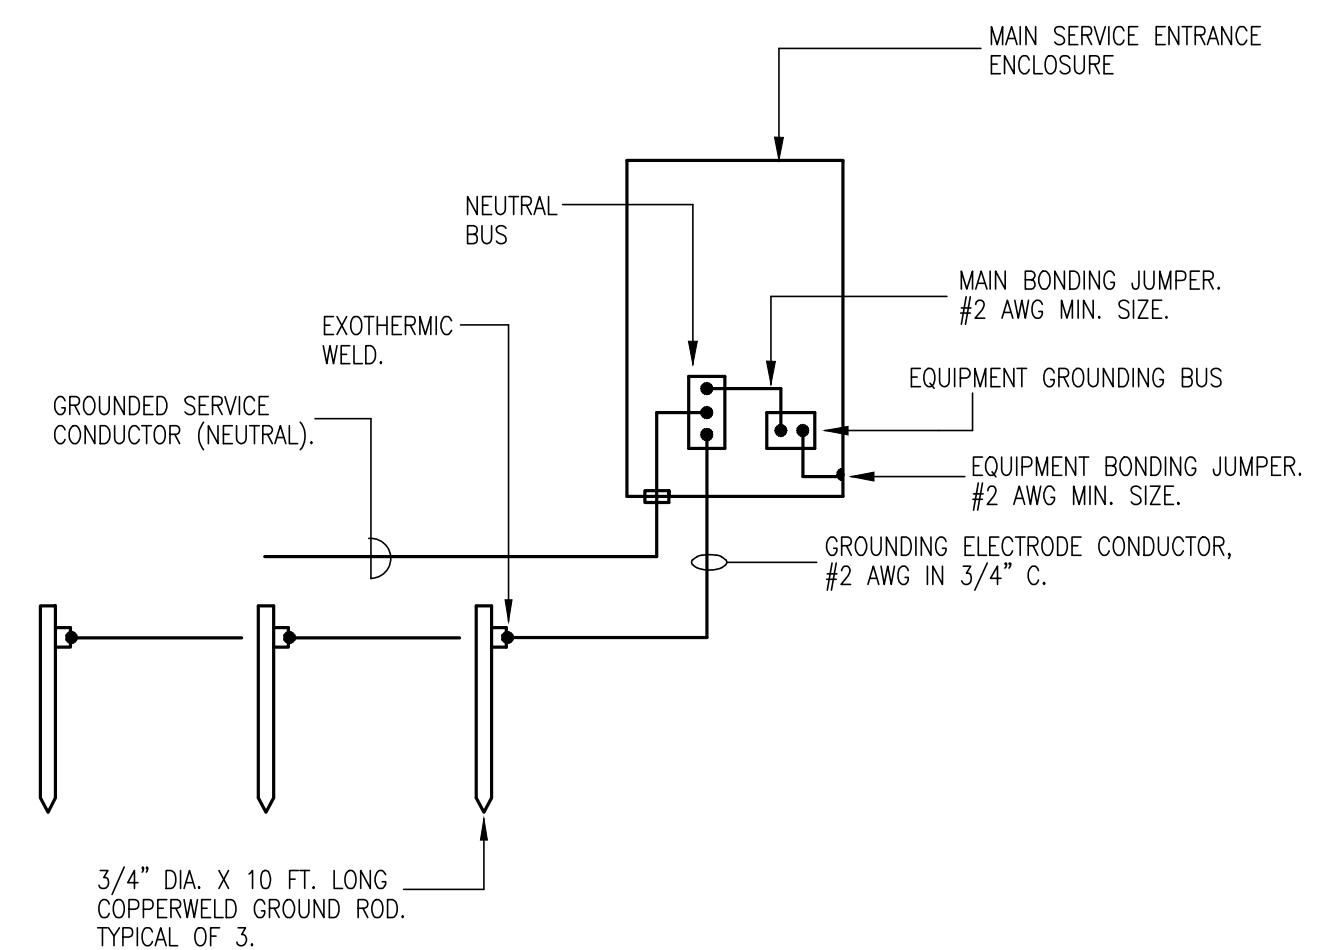 MAIN SERVICE ENTRANCE
ENCLOSURE
NEUTRAL
BUS
MAIN BONDING JUMPER.
#2 AWG MIN. SIZE.
EXOTHERMIC
WELD.
EQUIPMENT GROUNDING BUS
GROUNDED SERVICE
CONDUCTOR (NEUTRAL).
EQUIPMENT BONDING JUMPER.
#2 AWG MIN. SIZE.
GROUNDING ELECTRODE CONDUCTOR,
#2 AWG IN 3/4" C.
3/4" DIA. X 10 FT. LONG
COPPERWELD GROUND ROD.
TYPICAL OF 3.